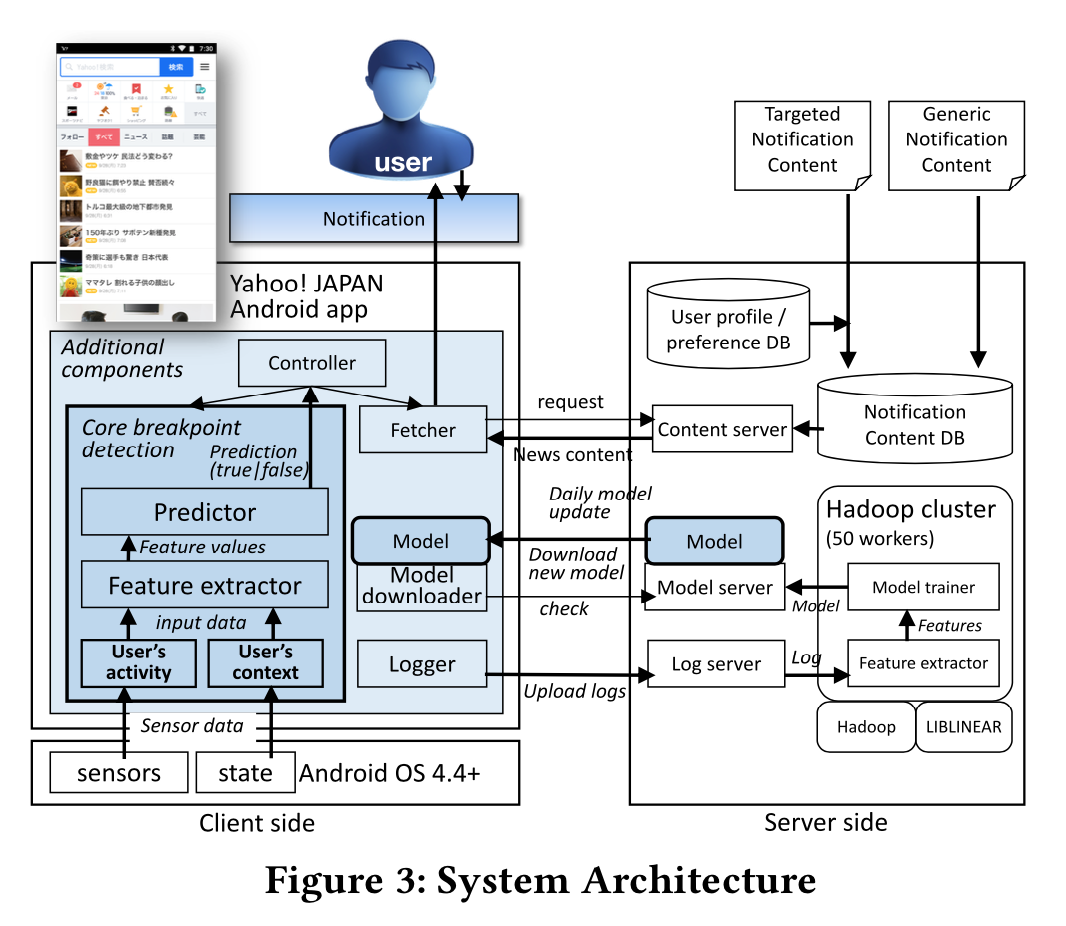 7:30
Yahoo!検索
検索
フォロー
すべて
ニュース
話題
芸能
敷金やツケ 民法どう変わる?
野良猫に餌やり禁止 賛否続々
トルコ最大級の地下都市発見
150年ぶり サボテン新種発見
奇策に選手も驚き 日本代表
ママタレ 割れる子供の顔出し
user
Notification
Targeted
Notification
Content
Generic
Notification
Content
Yahoo! JAPAN
Android app
Additional
components
Controller
Core breakpoint
detection
Prediction
(true|false)
Predictor
Feature values
Feature extractor
input data
User's
activity
User's
context
Sensor data
sensors
state
Android OS 4.4+
Client side
Fetcher
request
News content
Daily model
update
Model
Download
new model
Model
downloader
check
Logger
Upload logs
User profile /
preference DB
Content server
Notification
Content DB
Model
Model server
Log server
Hadoop cluster
(50 workers)
Model trainer
Model
Features
Log
Feature extractor
Hadoop
LIBLINEAR
Server side
Figure 3: System Architecture